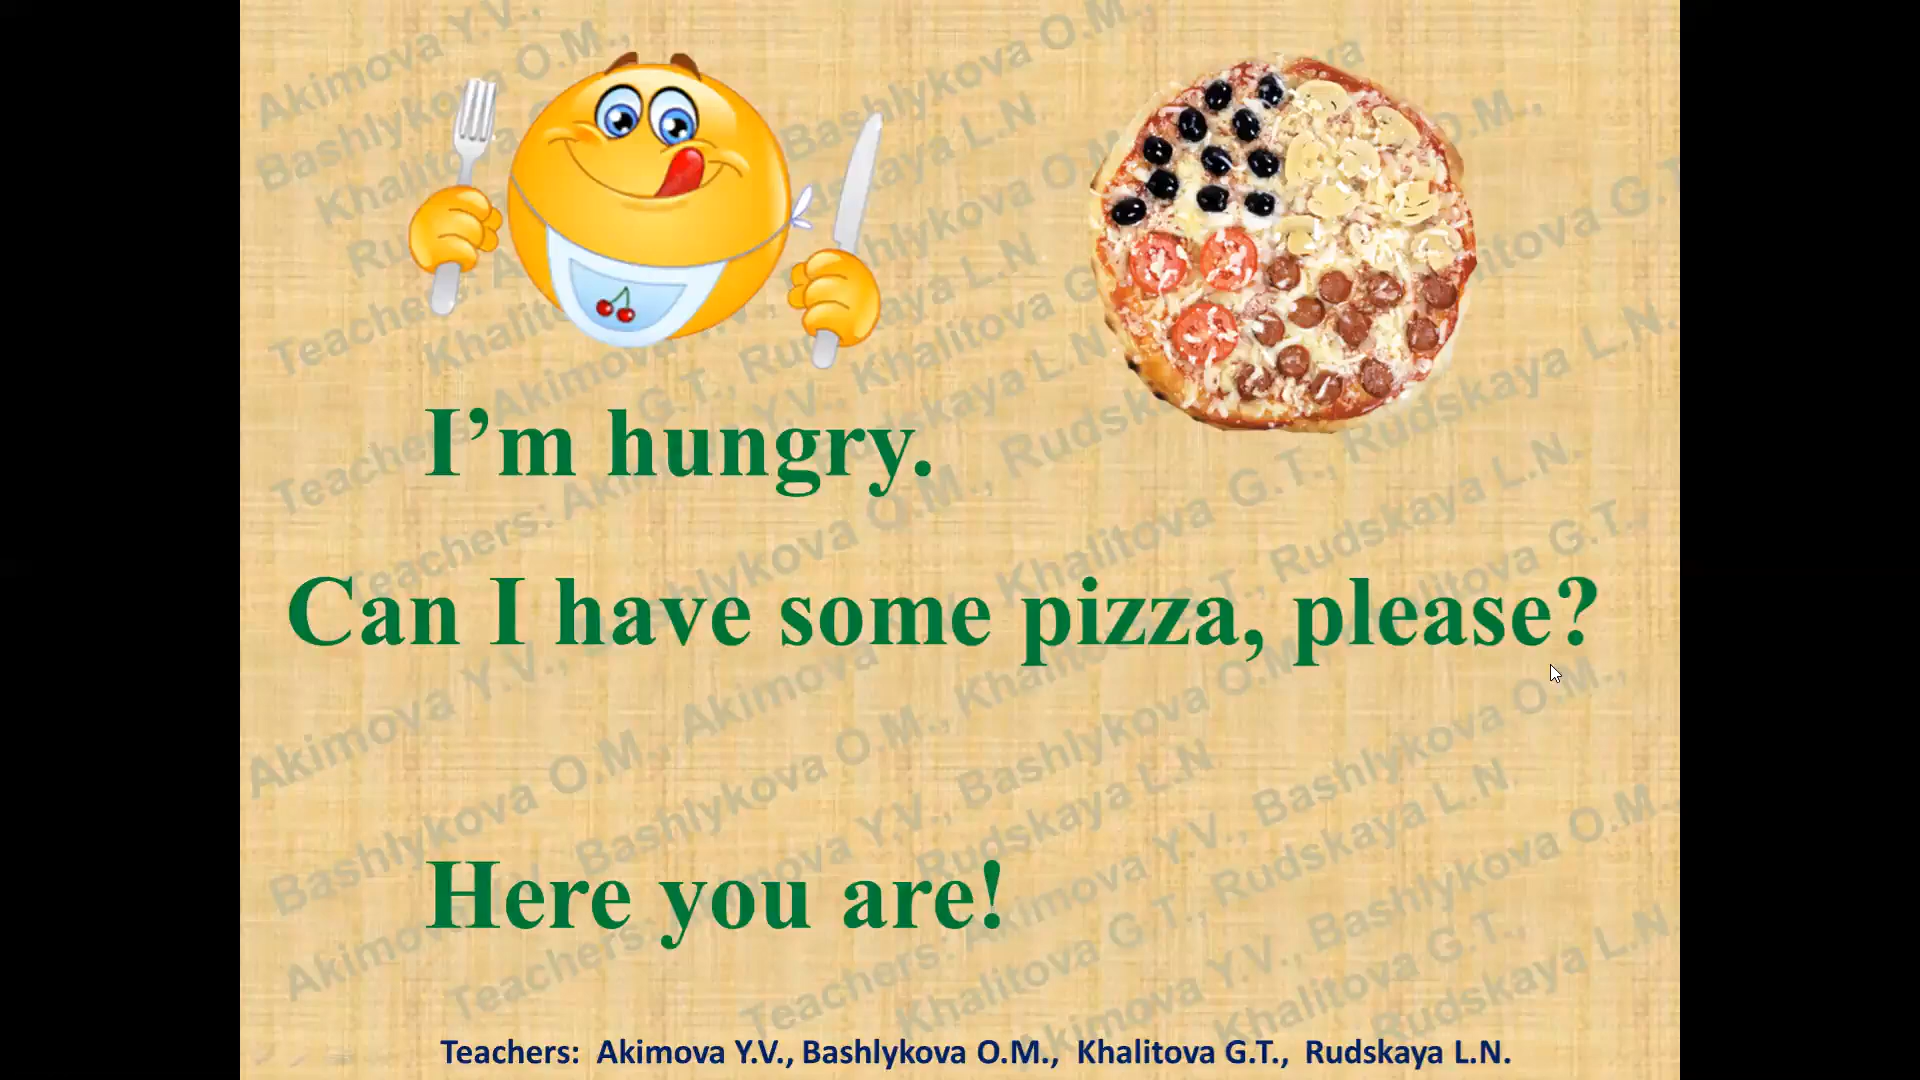 I’m hungry.
Can I have some pizza, please?
Here you are!
Teachers: Akimova Y.V., Bashlykova O.M., Khalitova G.T., Rudskaya L.N.